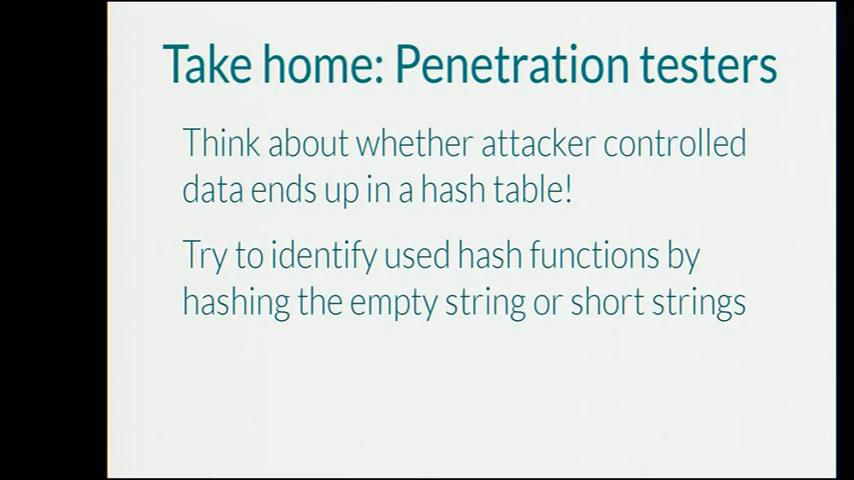 Take home: Penetration testers
Think about whether attacker controlled
data ends up in a hash table!
Try to identify used hash functions by
hashing the empty string or short strings